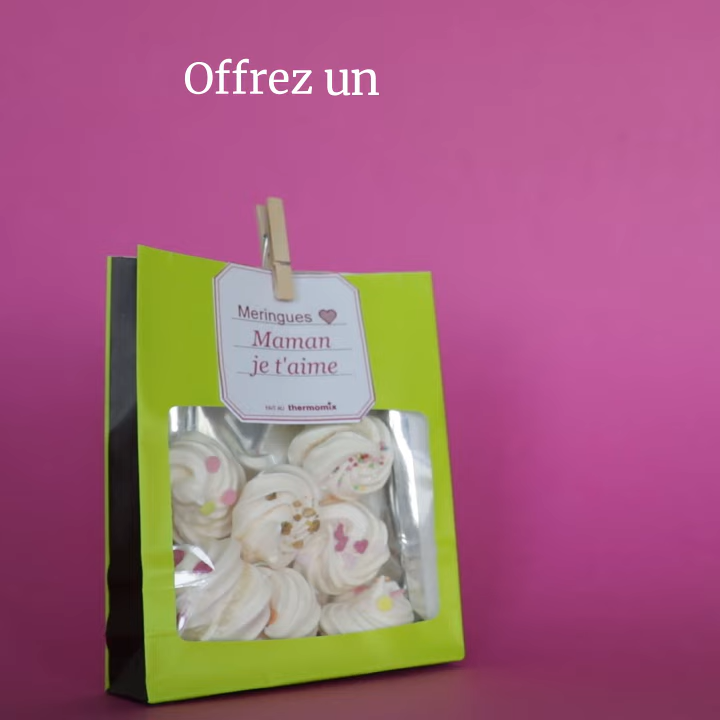 Offrez un
Meringues
Maman
je t'aime
fait au thermomix